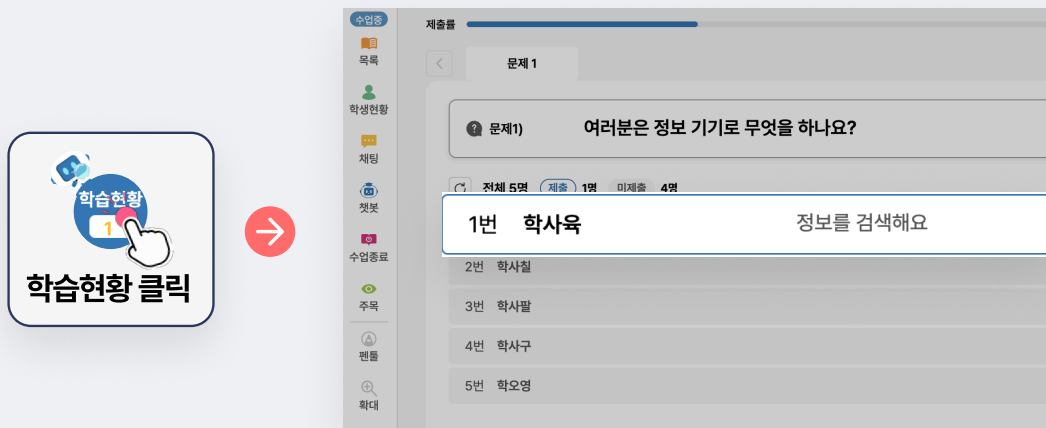 학습현황
1
학습현황 클릭
수업중
목록
학생현황
채팅
챗봇
수업종료
주목
펜툴
확대
제출률
문제 1
문제1) 여러분은 정보 기기로 무엇을 하나요?
전체 5명 제출 1명 미제출 4명
1번 학사육 정보를 검색해요
2번 학사칠
3번 학사팔
4번 학사구
5번 학오영